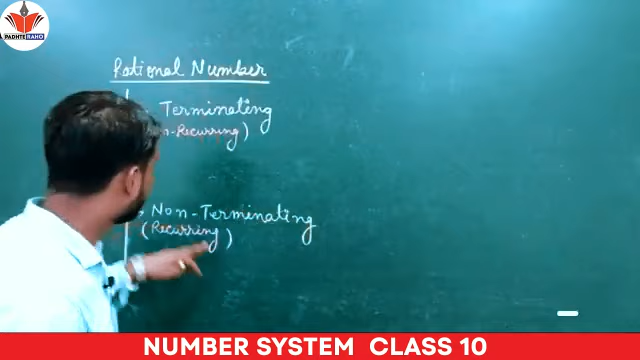 PADHTE RAHO
Rational Number
Terminating
n-Recurring)
Non-Terminating
(Recurring)
NUMBER SYSTEM CLASS 10